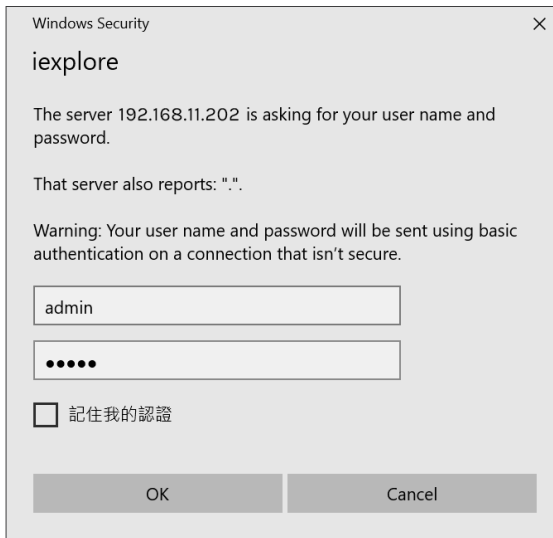 Windows Security
iexplore
The server 192.168.11.202 is asking for your user name and
password.
That server also reports: ".".
Warning: Your user name and password will be sent using basic
authentication on a connection that isn’t secure.
admin
●●●●●
記住我的認證
OK Cancel